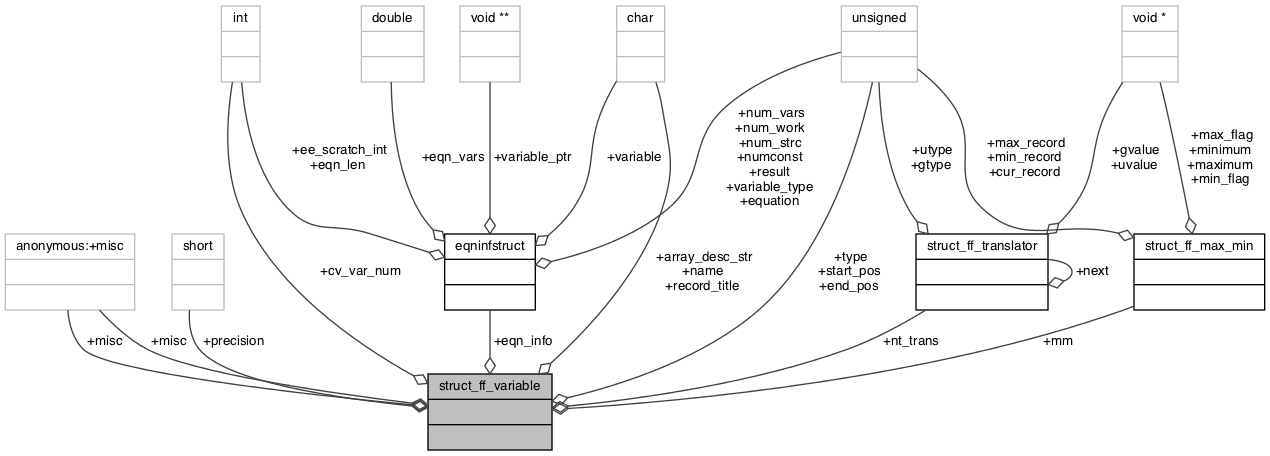 int
double
void **
char
unsigned
void *
+num_vars
+num_work
+num_strc
+numconst
+result
+variable_type
+equation
+max_flag
+minimum
+maximum
+min_flag
+ee_scratch_int
+eqn_len
+eqn_vars
+variable_ptr
+variable
+utype
+gtype
+max_record
+min_record
+cur_record
+gvalue
+uvalue
anonymous:+misc
short
eqninfstruct
struct_ff_translator
struct_ff_max_min
+cv_var_num
+array_desc_str
+name
+record_title
+type
+start_pos
+end_pos
+next
+misc
+misc
+precision
+eqn_info
+nt_trans
+mm
struct_ff_variable